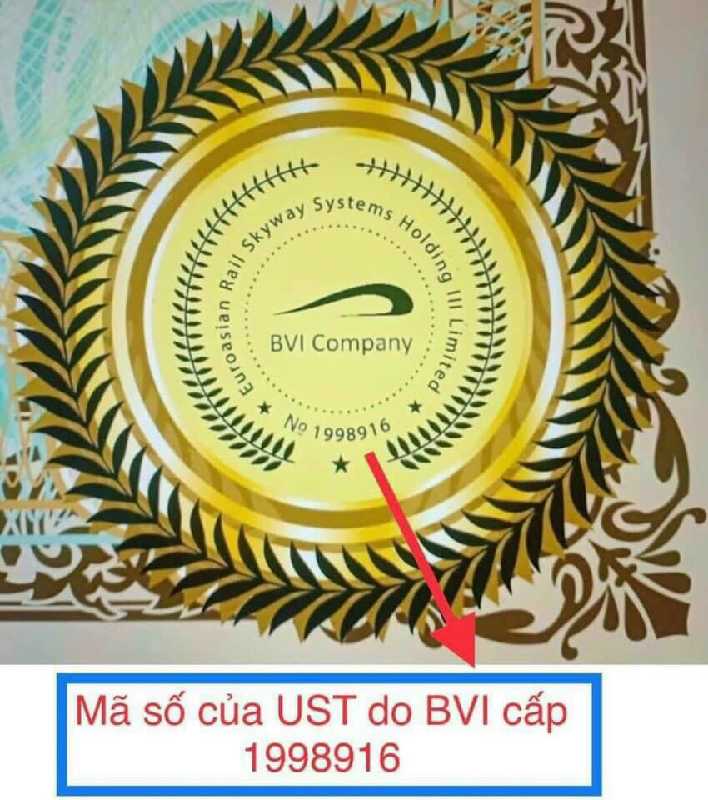 Euroasian Rail Skyway Systems Holding III Limited
BVI Company
№ 1998916
Mã số của UST do BVI cấp
1998916